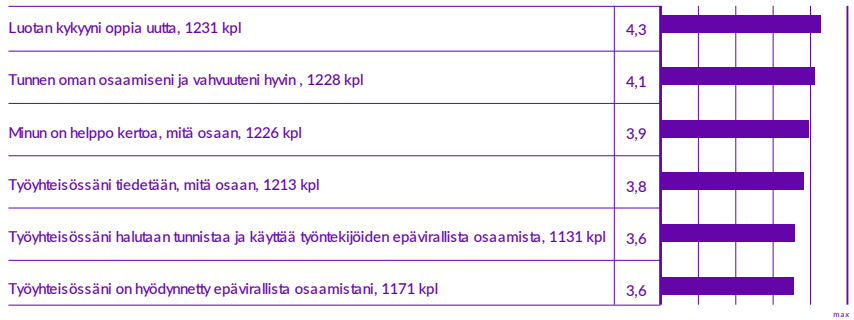 Luotan kykyyni oppia uutta, 1231 kpl 4,3
Tunnen oman osaamiseni ja vahvuuteni hyvin , 1228 kpl 4,1
Minun on helppo kertoa, mitä osaan, 1226 kpl 3,9
Työyhteisössäni tiedetään, mitä osaan, 1213 kpl 3,8
Työyhteisössäni halutaan tunnistaa ja käyttää työntekijöiden epävirallista osaamista, 1131 kpl 3,6
Työyhteisössäni on hyödynnetty epävirallista osaamistani, 1171 kpl 3,6
max